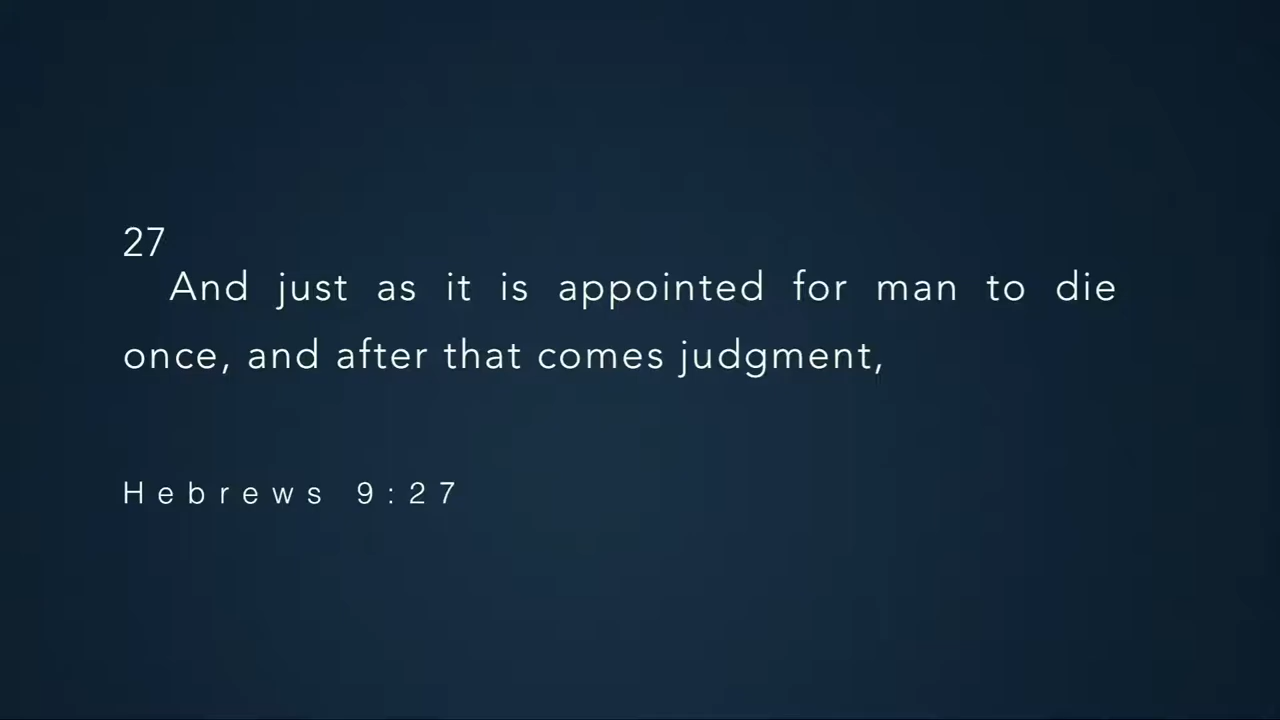 27
And just as it is appointed for man to die
once, and after that comes judgment,
Hebrews 9:27